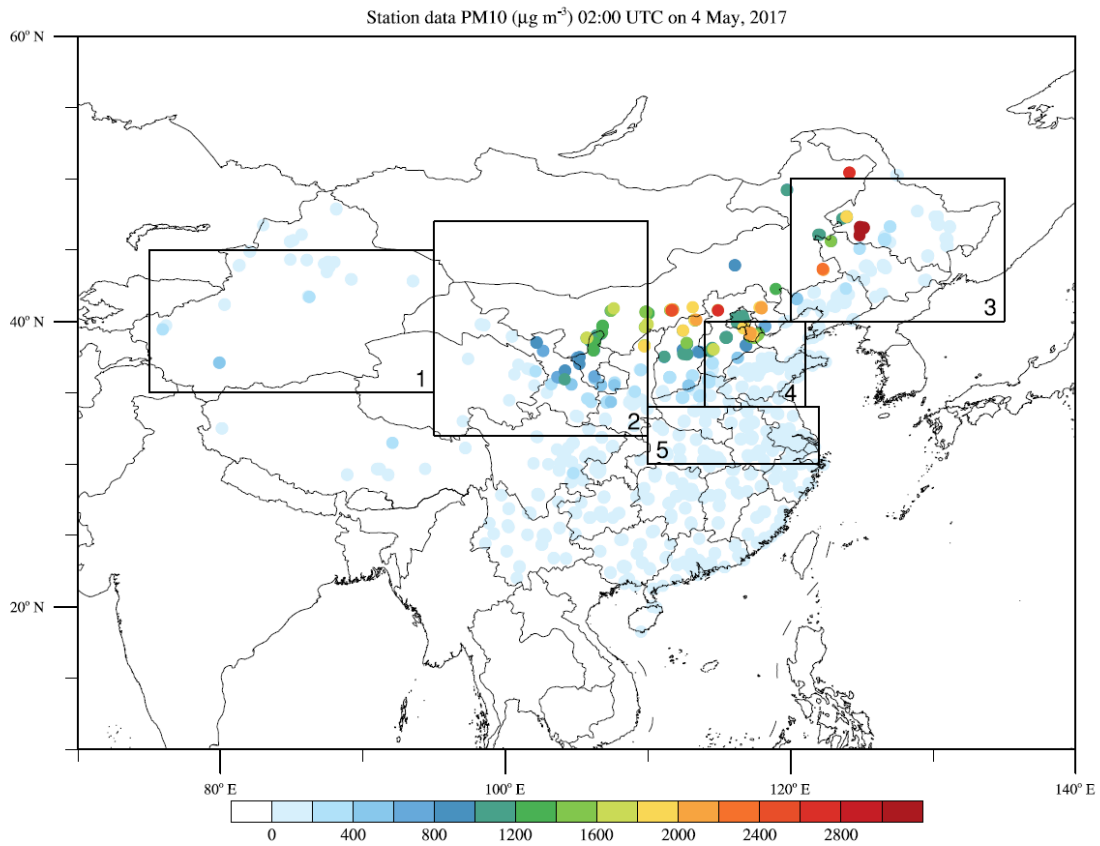 Station data PM10 (μg m⁻³) 02:00 UTC on 4 May, 2017
60° N
40° N
20° N
1
2
3
4
5
80° E
100° E
120° E
140° E
0 400 800 1200 1600 2000 2400 2800